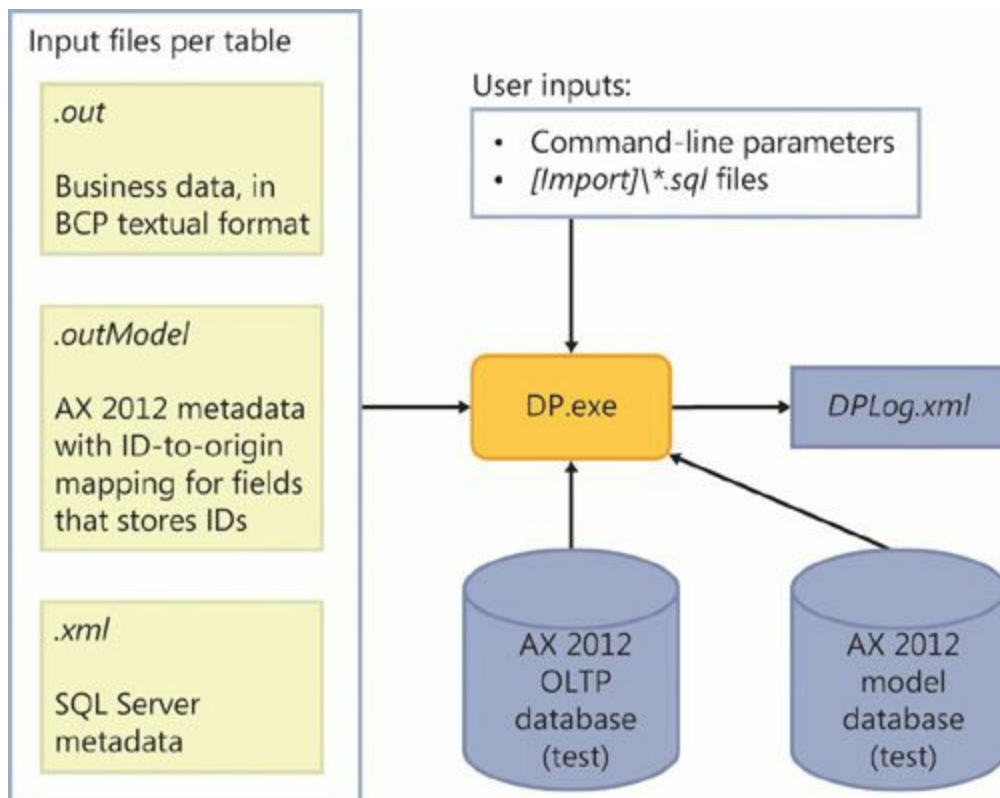 Input files per table
.out
Business data, in
BCP textual format
.outModel
AX 2012 metadata
with ID-to-origin
mapping for fields
that stores IDs
.xml
SQL Server
metadata
User inputs:
• Command-line parameters
• [Import]\*.sql files
DP.exe
DPLog.xml
AX 2012
OLTP
database
(test)
AX 2012
model
database
(test)